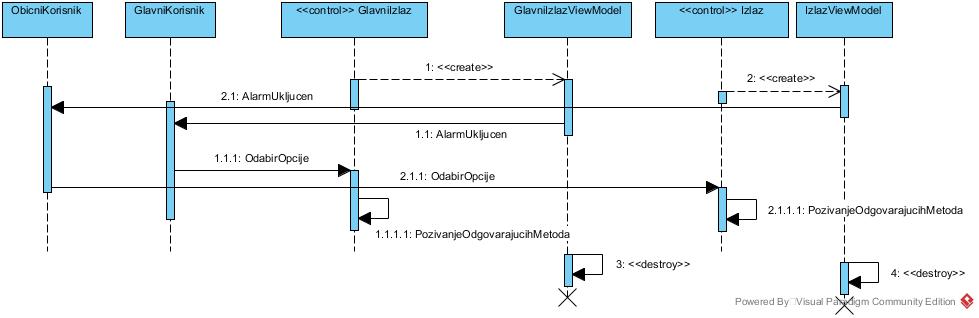 ObicniKorisnik
GlavniKorisnik
<<control>> GlavniIzlaz
GlavniIzlazViewModel
<<control>> Izlaz
IzlazViewModel
1: <<create>>
2: <<create>>
2.1: AlarmUkljucen
1.1: AlarmUkljucen
1.1.1: OdabirOpcije
2.1.1: OdabirOpcije
2.1.1.1: PozivanjeOdgovarajucihMetoda
1.1.1.1: PozivanjeOdgovarajucihMetoda
3: <<destroy>>
4: <<destroy>>
Powered By Visual Paradigm Community Edition